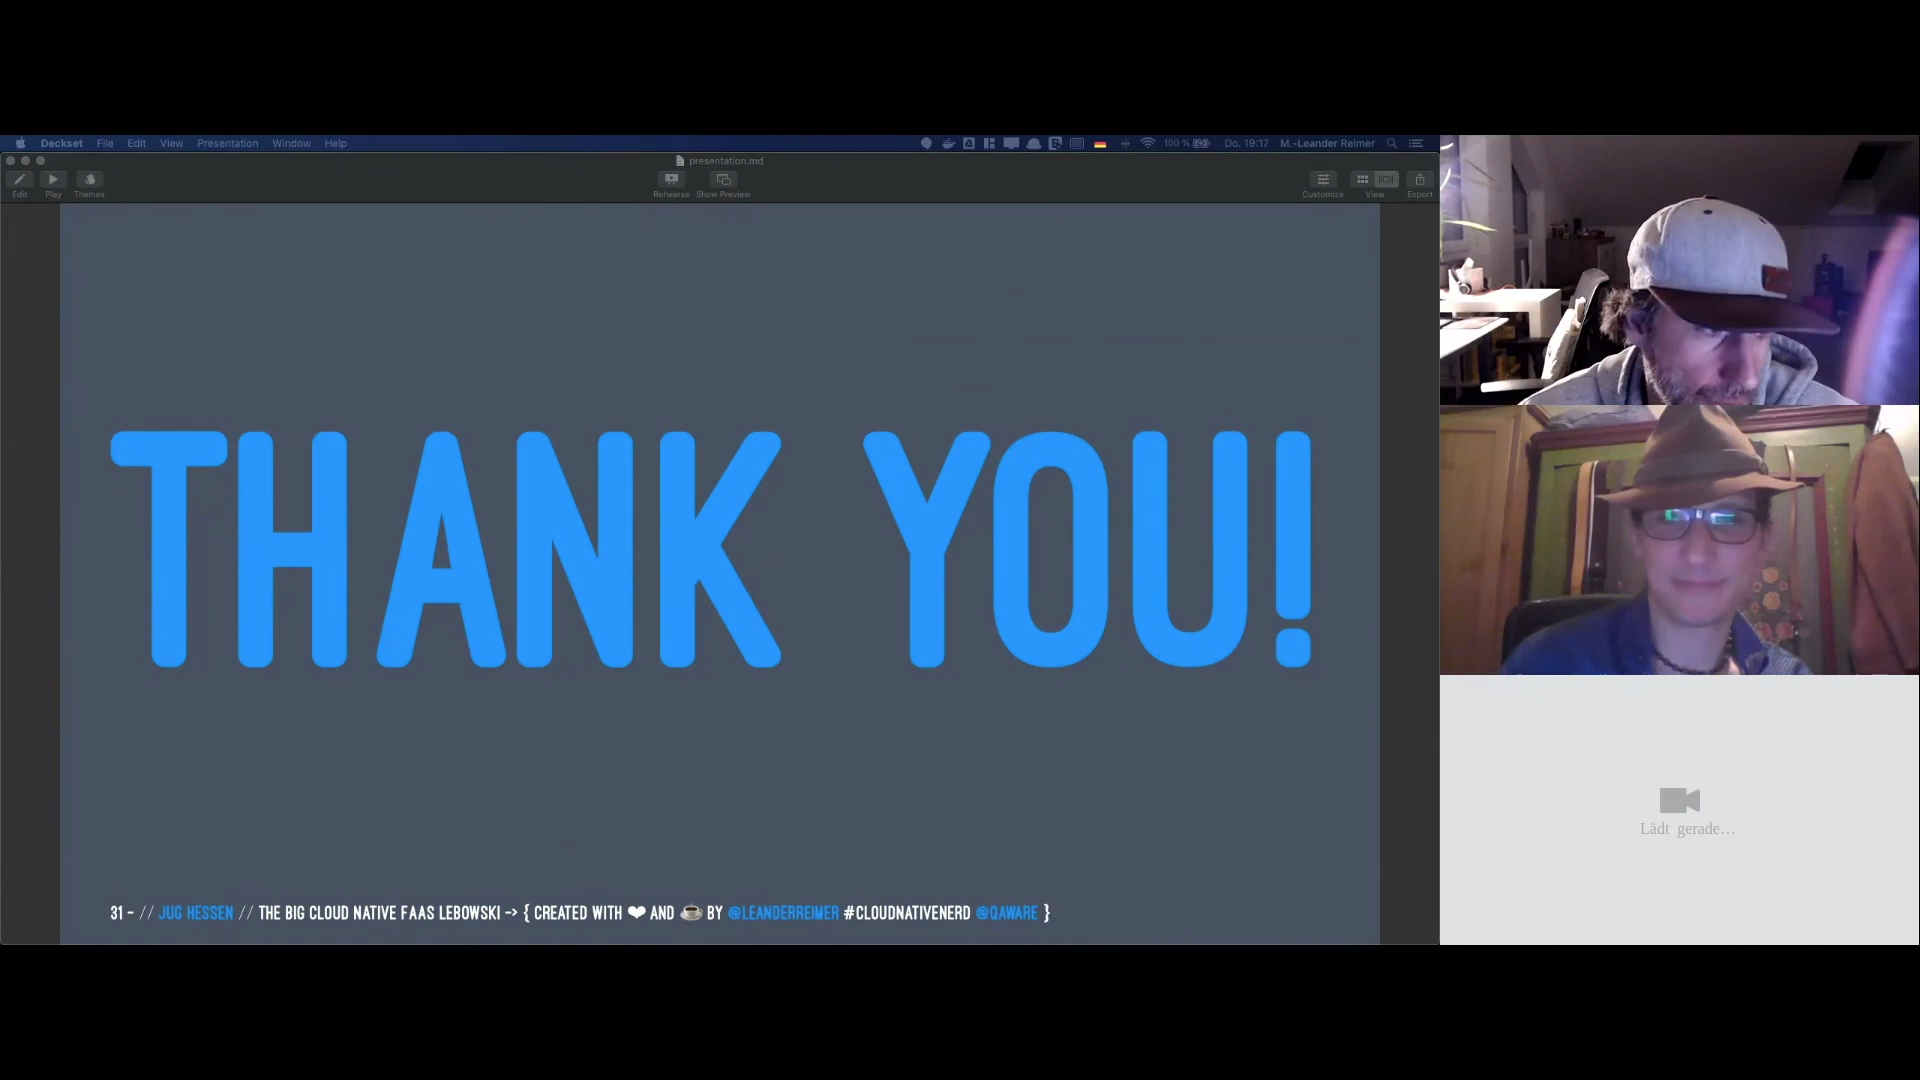 Deckset File Edit View Presentation Window Help 100 % Do. 19:17 M.-Leander Reimer
presentation.md
Edit Play Themes Rehearse Show Preview Customize View Export
THANK YOU!
31 - // JUG HESSEN // THE BIG CLOUD NATIVE FAAS LEBOWSKI -> { CREATED WITH ❤ AND ☕ BY @LEANDERREIMER #CLOUDNATIVENERD @QAWARE }
Lädt gerade…